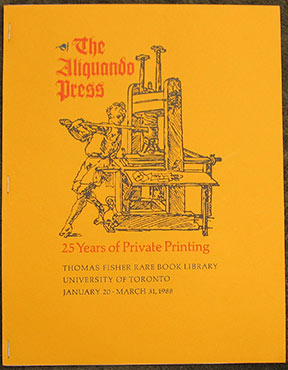 The
Aliquando
Press
25 Years of Private Printing
THOMAS FISHER RARE BOOK LIBRARY
UNIVERSITY OF TORONTO
JANUARY 20 - MARCH 31, 1988